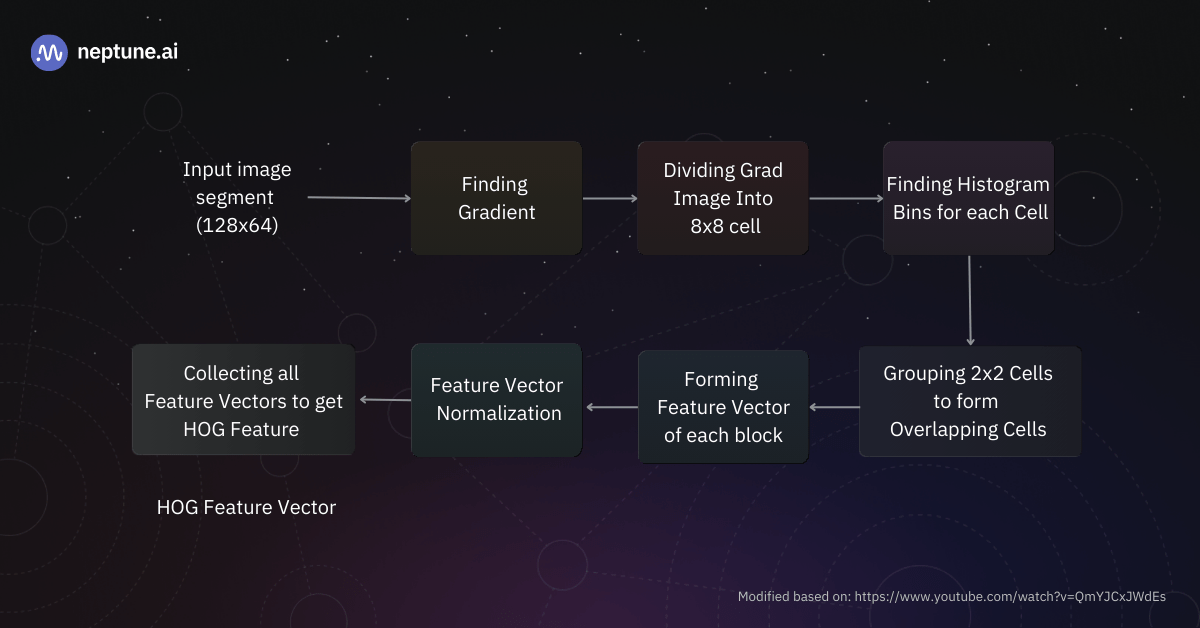 neptune.ai
Input image
segment
(128x64)
Finding
Gradient
Dividing Grad
Image Into
8x8 cell
Finding Histogram
Bins for each Cell
Grouping 2x2 Cells
to form
Overlapping Cells
Forming
Feature Vector
of each block
Feature Vector
Normalization
Collecting all
Feature Vectors to get
HOG Feature
HOG Feature Vector
Modified based on: https://www.youtube.com/watch?v=QmYJCxJWdEs